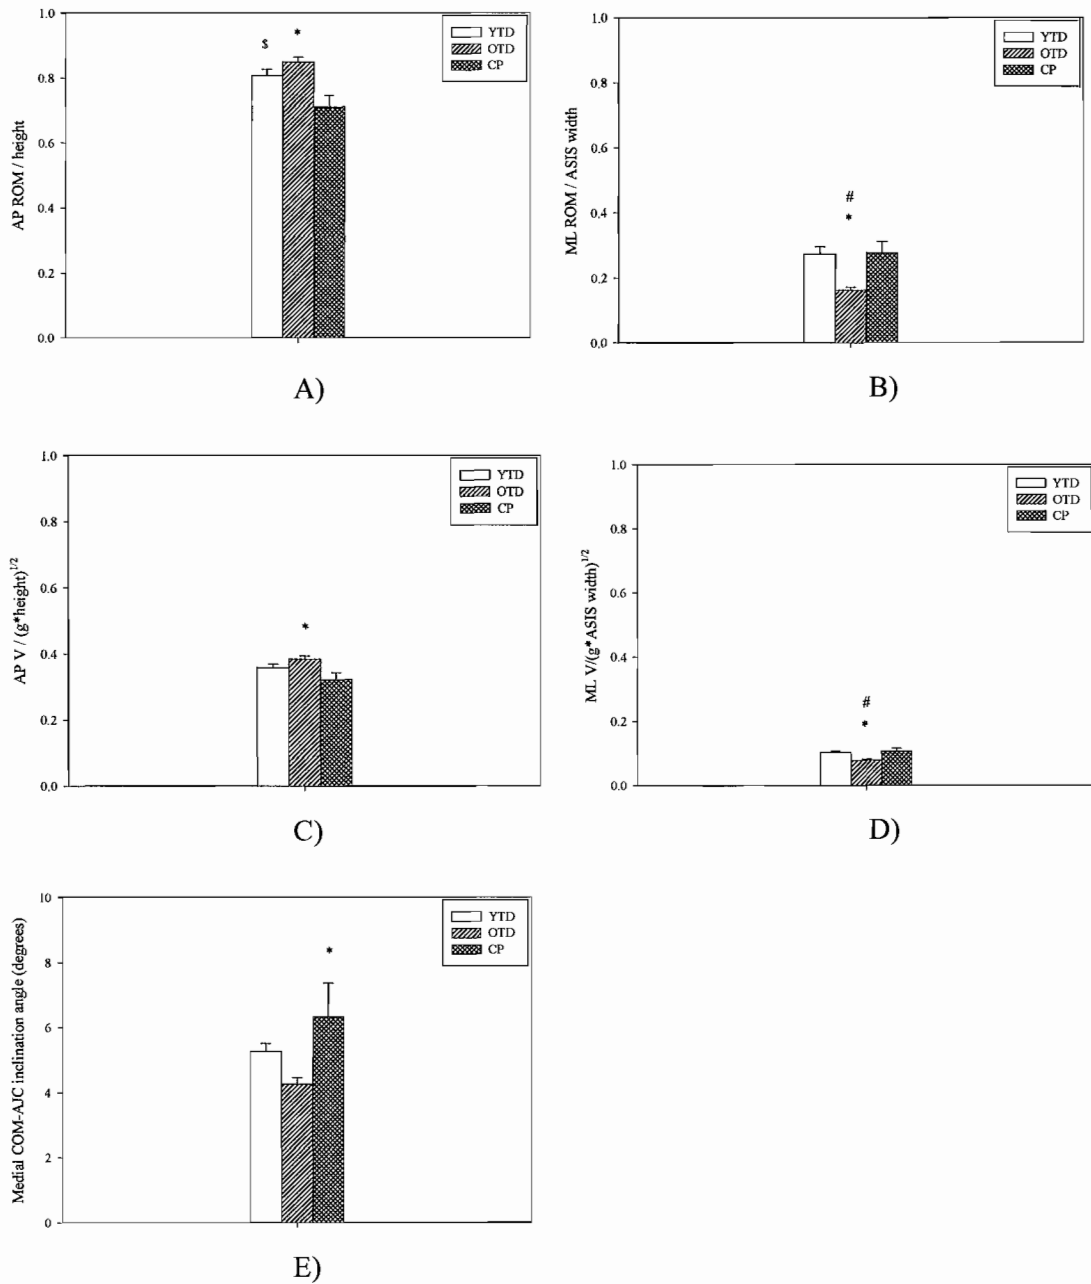 1.0
0.8
0.6
0.4
0.2
0.0
AP ROM / height
$
*
YTD
OTD
CP
A)
1.0
0.8
0.6
0.4
0.2
0.0
ML ROM / ASIS width
#
*
YTD
OTD
CP
B)
1.0
0.8
0.6
0.4
0.2
0.0
AP V / (g*height)1/2
*
YTD
OTD
CP
C)
1.0
0.8
0.6
0.4
0.2
0.0
ML V/(g*ASIS width)1/2
#
*
YTD
OTD
CP
D)
10
8
6
4
2
0
Medial COM-AJC inclination angle (degrees)
*
YTD
OTD
CP
E)